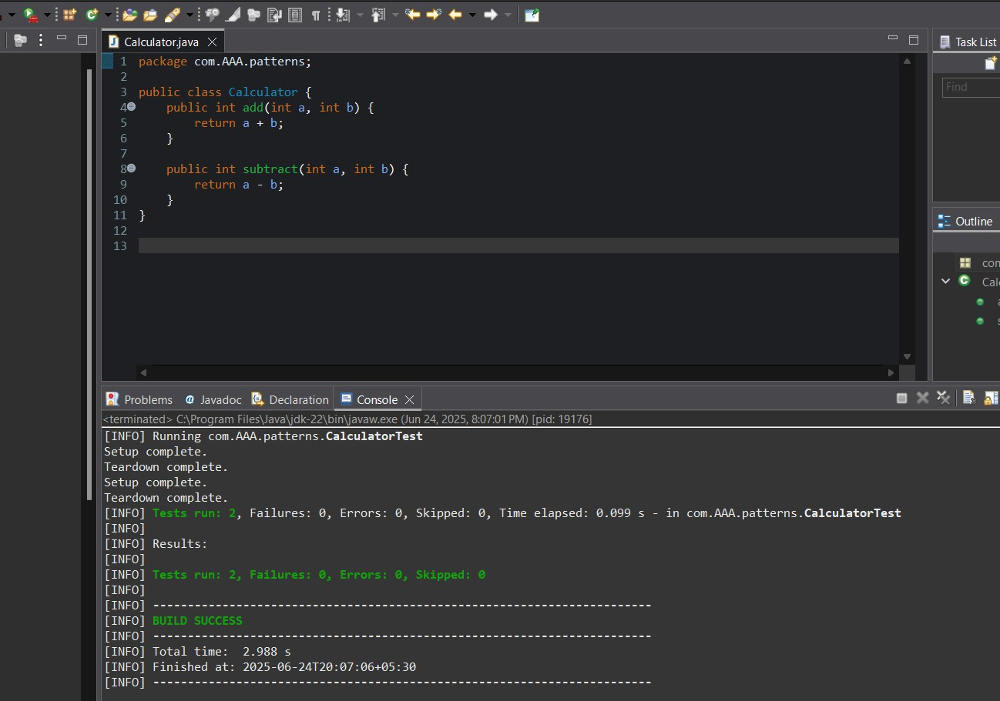 Calculator.java
Task List
1 package com.AAA.patterns;
2
3 public class Calculator {
4 public int add(int a, int b) {
5 return a + b;
6 }
7
8 public int subtract(int a, int b) {
9 return a - b;
10 }
11 }
12
13
Find
Outline
Problems Javadoc Declaration Console
<terminated> C:\Program Files\Java\jdk-22\bin\javaw.exe (Jun 24, 2025, 8:07:01 PM) [pid: 19176]
[INFO] Running com.AAA.patterns.CalculatorTest
Setup complete.
Teardown complete.
Setup complete.
Teardown complete.
[INFO] Tests run: 2, Failures: 0, Errors: 0, Skipped: 0, Time elapsed: 0.099 s - in com.AAA.patterns.CalculatorTest
[INFO]
[INFO] Results:
[INFO]
[INFO] Tests run: 2, Failures: 0, Errors: 0, Skipped: 0
[INFO]
[INFO] ------------------------------------------------------------------------
[INFO] BUILD SUCCESS
[INFO] ------------------------------------------------------------------------
[INFO] Total time:  2.988 s
[INFO] Finished at: 2025-06-24T20:07:06+05:30
[INFO] ------------------------------------------------------------------------